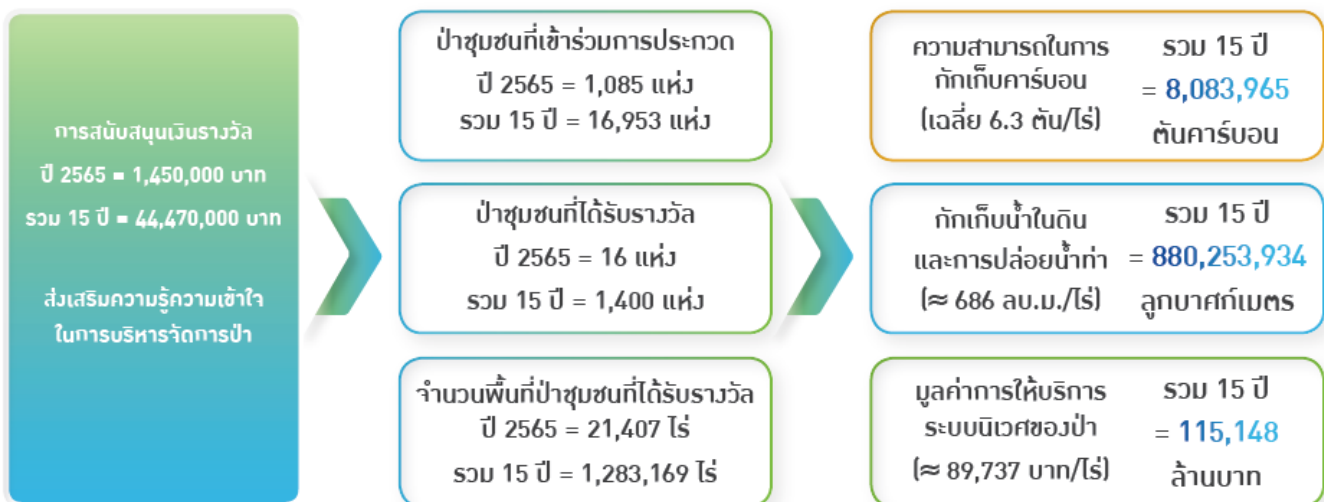 การสนับสนุนเงินรางวัล
ปี 2565 = 1,450,000 บาท
รวม 15 ปี = 44,470,000 บาท
ส่งเสริมความรู้ความเข้าใจ
ในการบริหารจัดการป่า
ป่าชุมชนที่เข้าร่วมการประกวด
ปี 2565 = 1,085 แห่ง
รวม 15 ปี = 16,953 แห่ง
ป่าชุมชนที่ได้รับรางวัล
ปี 2565 = 16 แห่ง
รวม 15 ปี = 1,400 แห่ง
จำนวนพื้นที่ป่าชุมชนที่ได้รับรางวัล
ปี 2565 = 21,407 ไร่
รวม 15 ปี = 1,283,169 ไร่
ความสามารถในการ
กักเก็บคาร์บอน
(เฉลี่ย 6.3 ตัน/ไร่)
รวม 15 ปี
= 8,083,965
ตันคาร์บอน
กักเก็บน้ำในดิน
และการปล่อยน้ำท่า
(≈ 686 ลบ.ม./ไร่)
รวม 15 ปี
= 880,253,934
ลูกบาศก์เมตร
มูลค่าการให้บริการ
ระบบนิเวศของป่า
(≈ 89,737 บาท/ไร่)
รวม 15 ปี
= 115,148
ล้านบาท